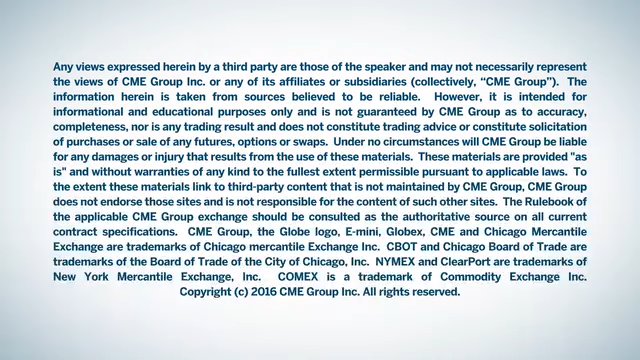 Any views expressed herein by a third party are those of the speaker and may not necessarily represent
the views of CME Group Inc. or any of its affiliates or subsidiaries (collectively, “CME Group”). The
information herein is taken from sources believed to be reliable. However, it is intended for
informational and educational purposes only and is not guaranteed by CME Group as to accuracy,
completeness, nor is any trading result and does not constitute trading advice or constitute solicitation
of purchases or sale of any futures, options or swaps. Under no circumstances will CME Group be liable
for any damages or injury that results from the use of these materials. These materials are provided "as
is" and without warranties of any kind to the fullest extent permissible pursuant to applicable laws. To
the extent these materials link to third-party content that is not maintained by CME Group, CME Group
does not endorse those sites and is not responsible for the content of such other sites. The Rulebook of
the applicable CME Group exchange should be consulted as the authoritative source on all current
contract specifications. CME Group, the Globe logo, E-mini, Globex, CME and Chicago Mercantile
Exchange are trademarks of Chicago mercantile Exchange Inc. CBOT and Chicago Board of Trade are
trademarks of the Board of Trade of the City of Chicago, Inc. NYMEX and ClearPort are trademarks of
New York Mercantile Exchange, Inc. COMEX is a trademark of Commodity Exchange Inc.
Copyright (c) 2016 CME Group Inc. All rights reserved.